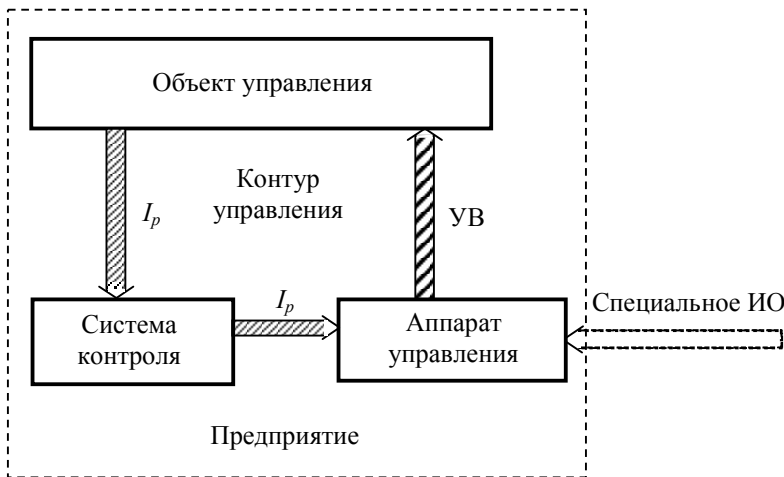 Объект управления
Контур
управления
I_p
УВ
Специальное ИО
I_p
Система
контроля
Аппарат
управления
Предприятие